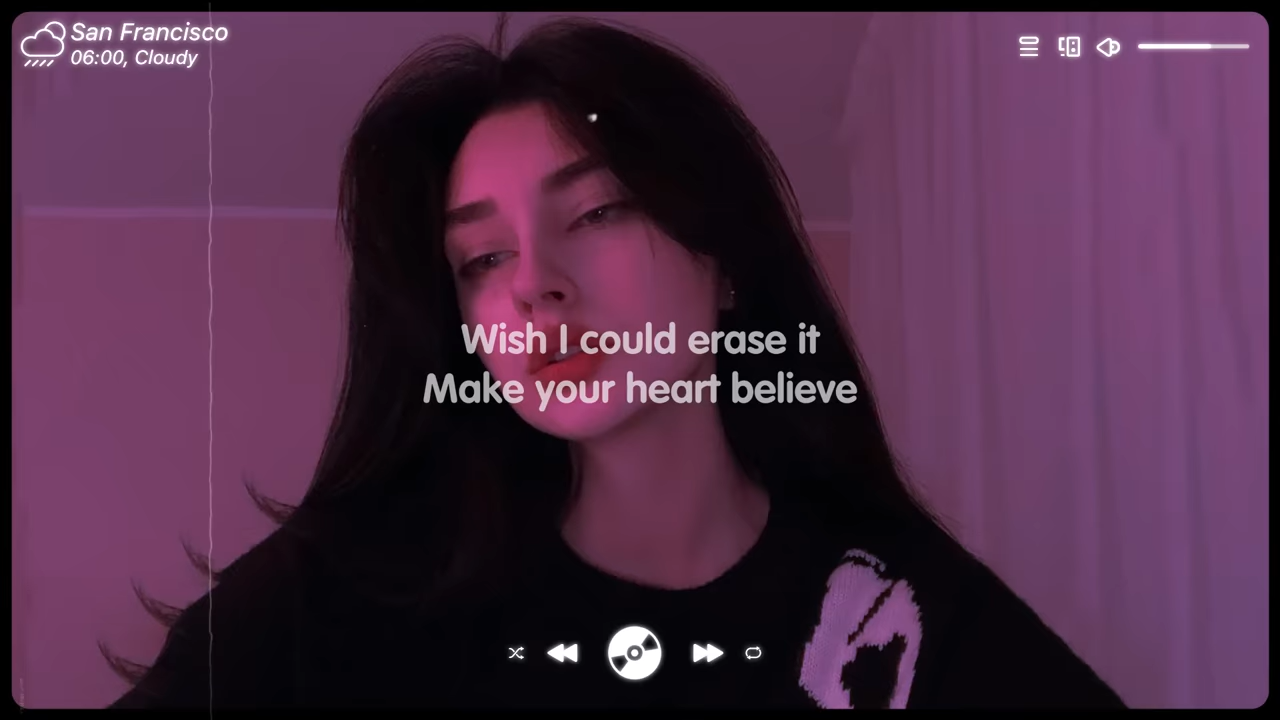 San Francisco
06:00, Cloudy
Wish I could erase it
Make your heart believe